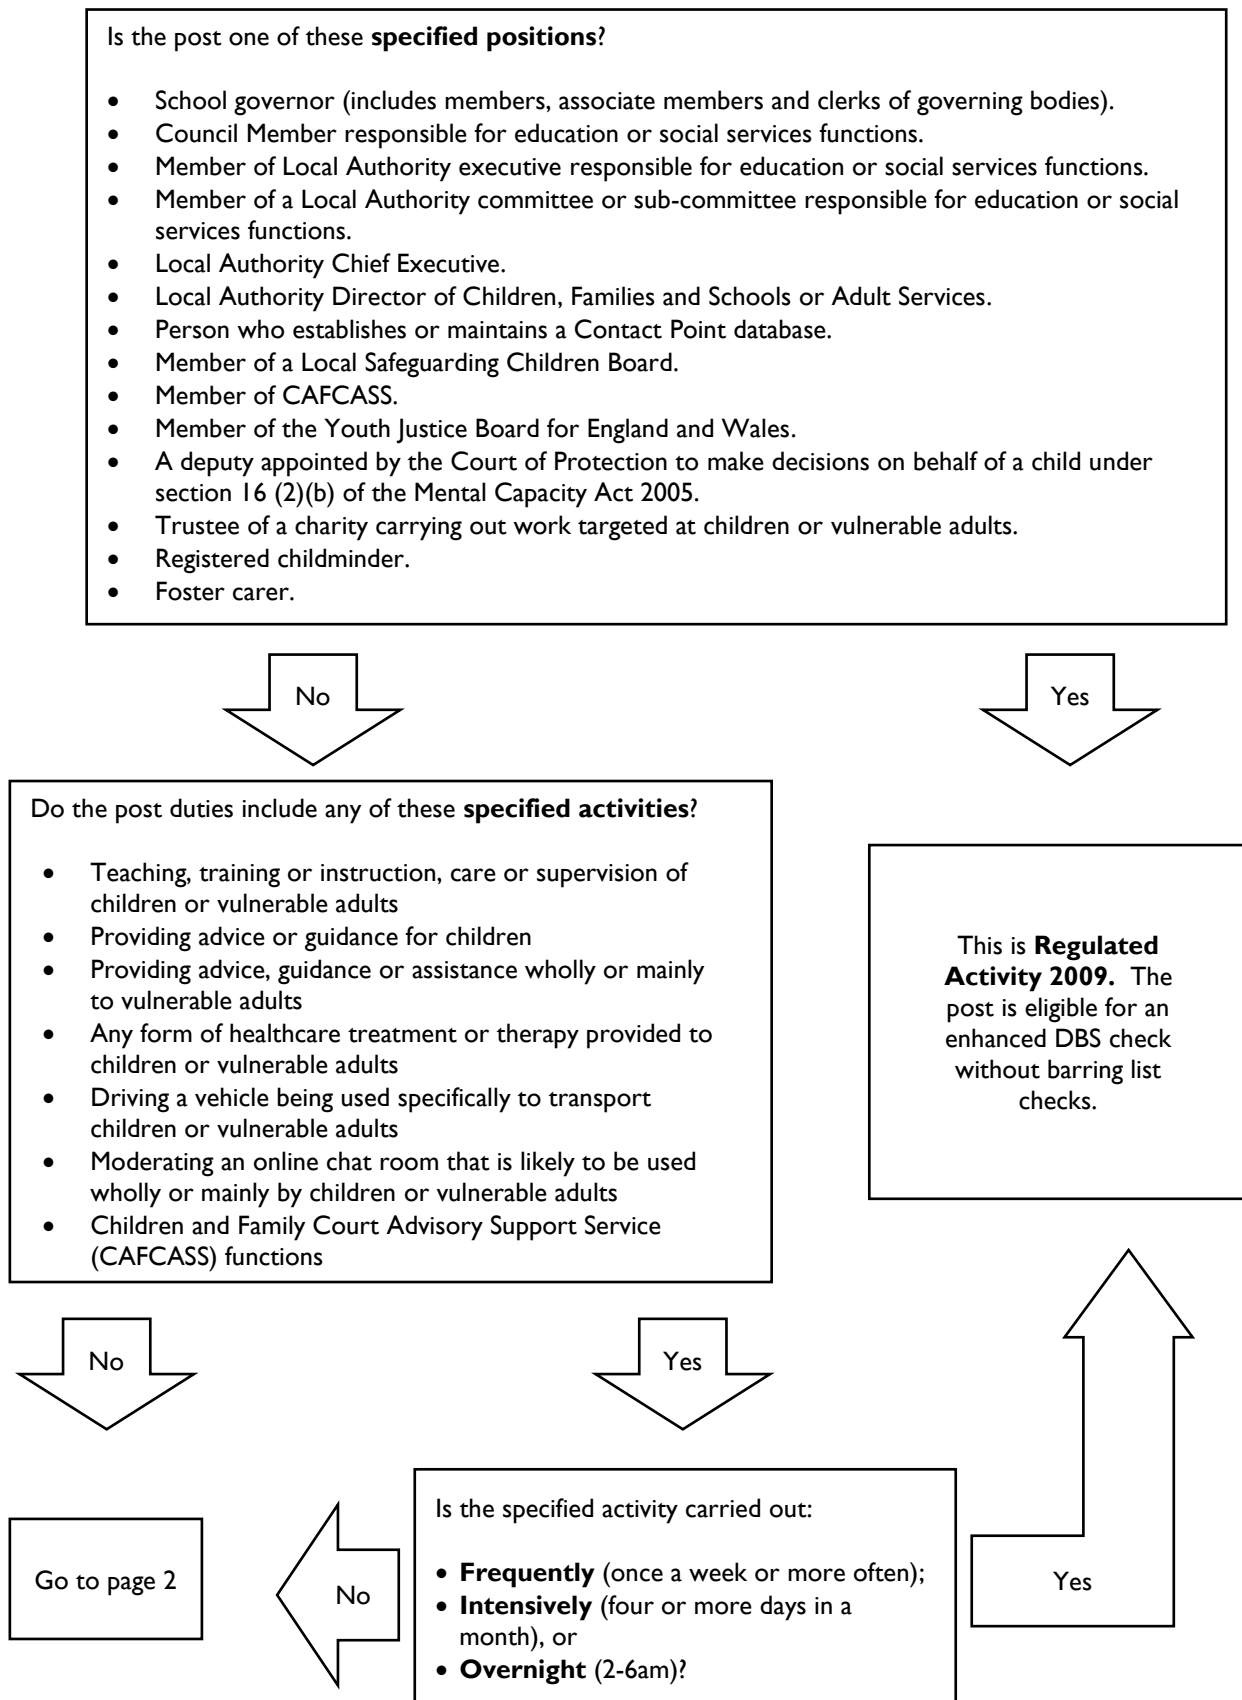 Is the post one of these specified positions?
• School governor (includes members, associate members and clerks of governing bodies).
• Council Member responsible for education or social services functions.
• Member of Local Authority executive responsible for education or social services functions.
• Member of a Local Authority committee or sub-committee responsible for education or social
services functions.
• Local Authority Chief Executive.
• Local Authority Director of Children, Families and Schools or Adult Services.
• Person who establishes or maintains a Contact Point database.
• Member of a Local Safeguarding Children Board.
• Member of CAFCASS.
• Member of the Youth Justice Board for England and Wales.
• A deputy appointed by the Court of Protection to make decisions on behalf of a child under
section 16 (2)(b) of the Mental Capacity Act 2005.
• Trustee of a charity carrying out work targeted at children or vulnerable adults.
• Registered childminder.
• Foster carer.
No
Yes
Do the post duties include any of these specified activities?
• Teaching, training or instruction, care or supervision of
children or vulnerable adults
• Providing advice or guidance for children
• Providing advice, guidance or assistance wholly or mainly
to vulnerable adults
• Any form of healthcare treatment or therapy provided to
children or vulnerable adults
• Driving a vehicle being used specifically to transport
children or vulnerable adults
• Moderating an online chat room that is likely to be used
wholly or mainly by children or vulnerable adults
• Children and Family Court Advisory Support Service
(CAFCASS) functions
This is Regulated
Activity 2009. The
post is eligible for an
enhanced DBS check
without barring list
checks.
No
Yes
Go to page 2
No
Is the specified activity carried out:
• Frequently (once a week or more often);
• Intensively (four or more days in a
month), or
• Overnight (2-6am)?
Yes